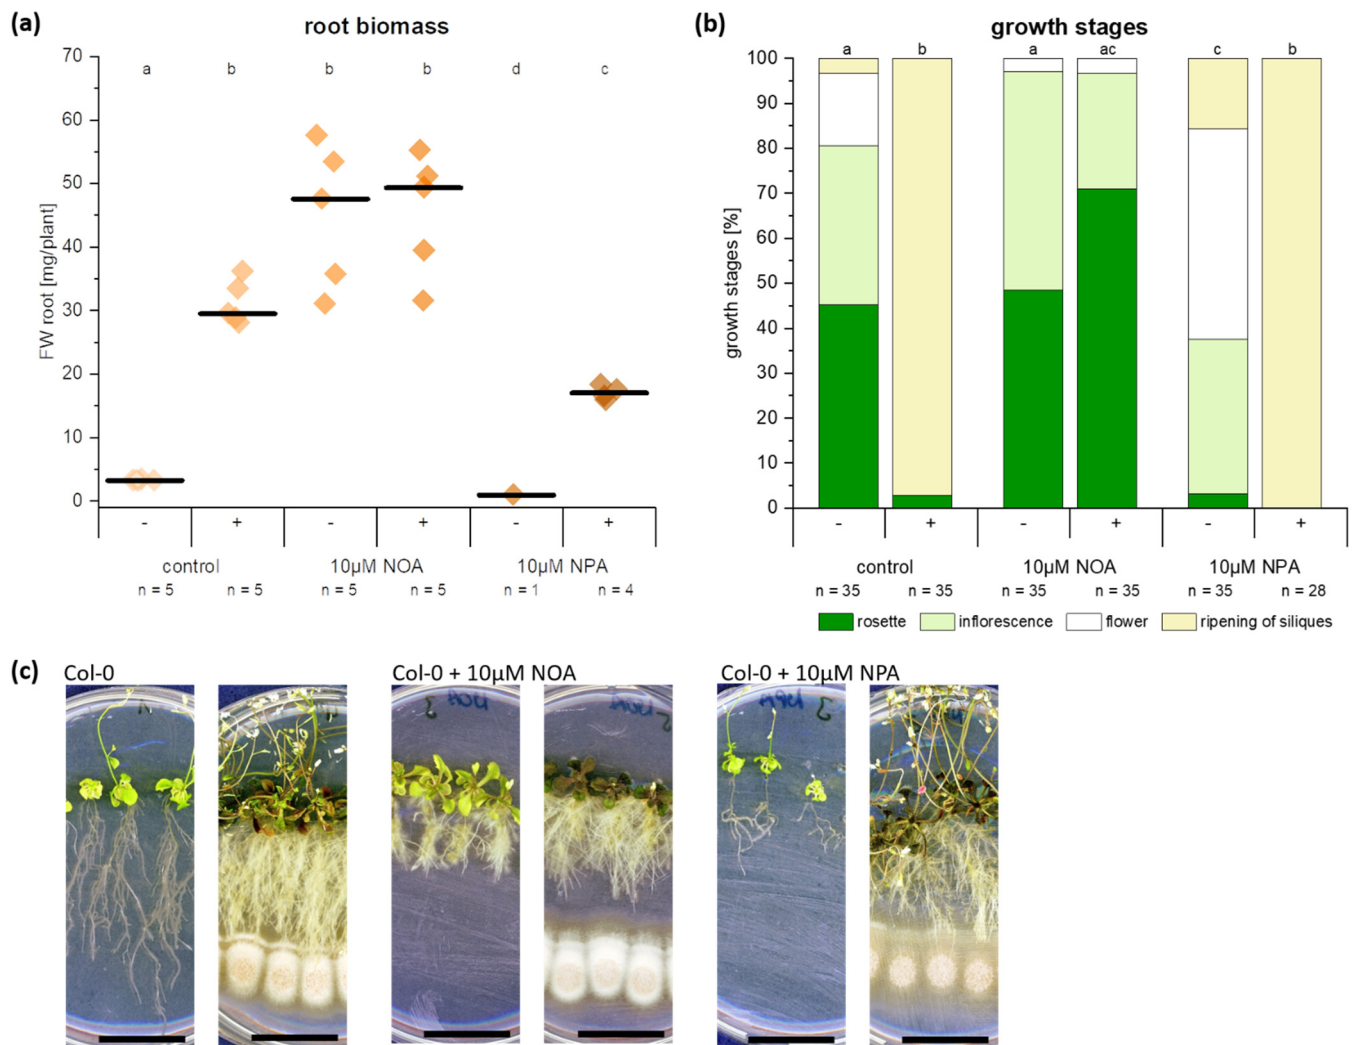 (a)
root biomass
a b b b d c
70
60
50
40
30
20
10
0
FW root [mg/plant]
- + - + - +
control 10µM NOA 10µM NPA
n = 5 n = 5 n = 5 n = 5 n = 1 n = 4
(b)
growth stages
a b a ac c b
100
90
80
70
60
50
40
30
20
10
0
growth stages [%]
- + - + - +
control 10µM NOA 10µM NPA
n = 35 n = 35 n = 35 n = 35 n = 35 n = 28
rosette inflorescence flower ripening of siliques
(c)
Col-0 Col-0 + 10µM NOA Col-0 + 10µM NPA